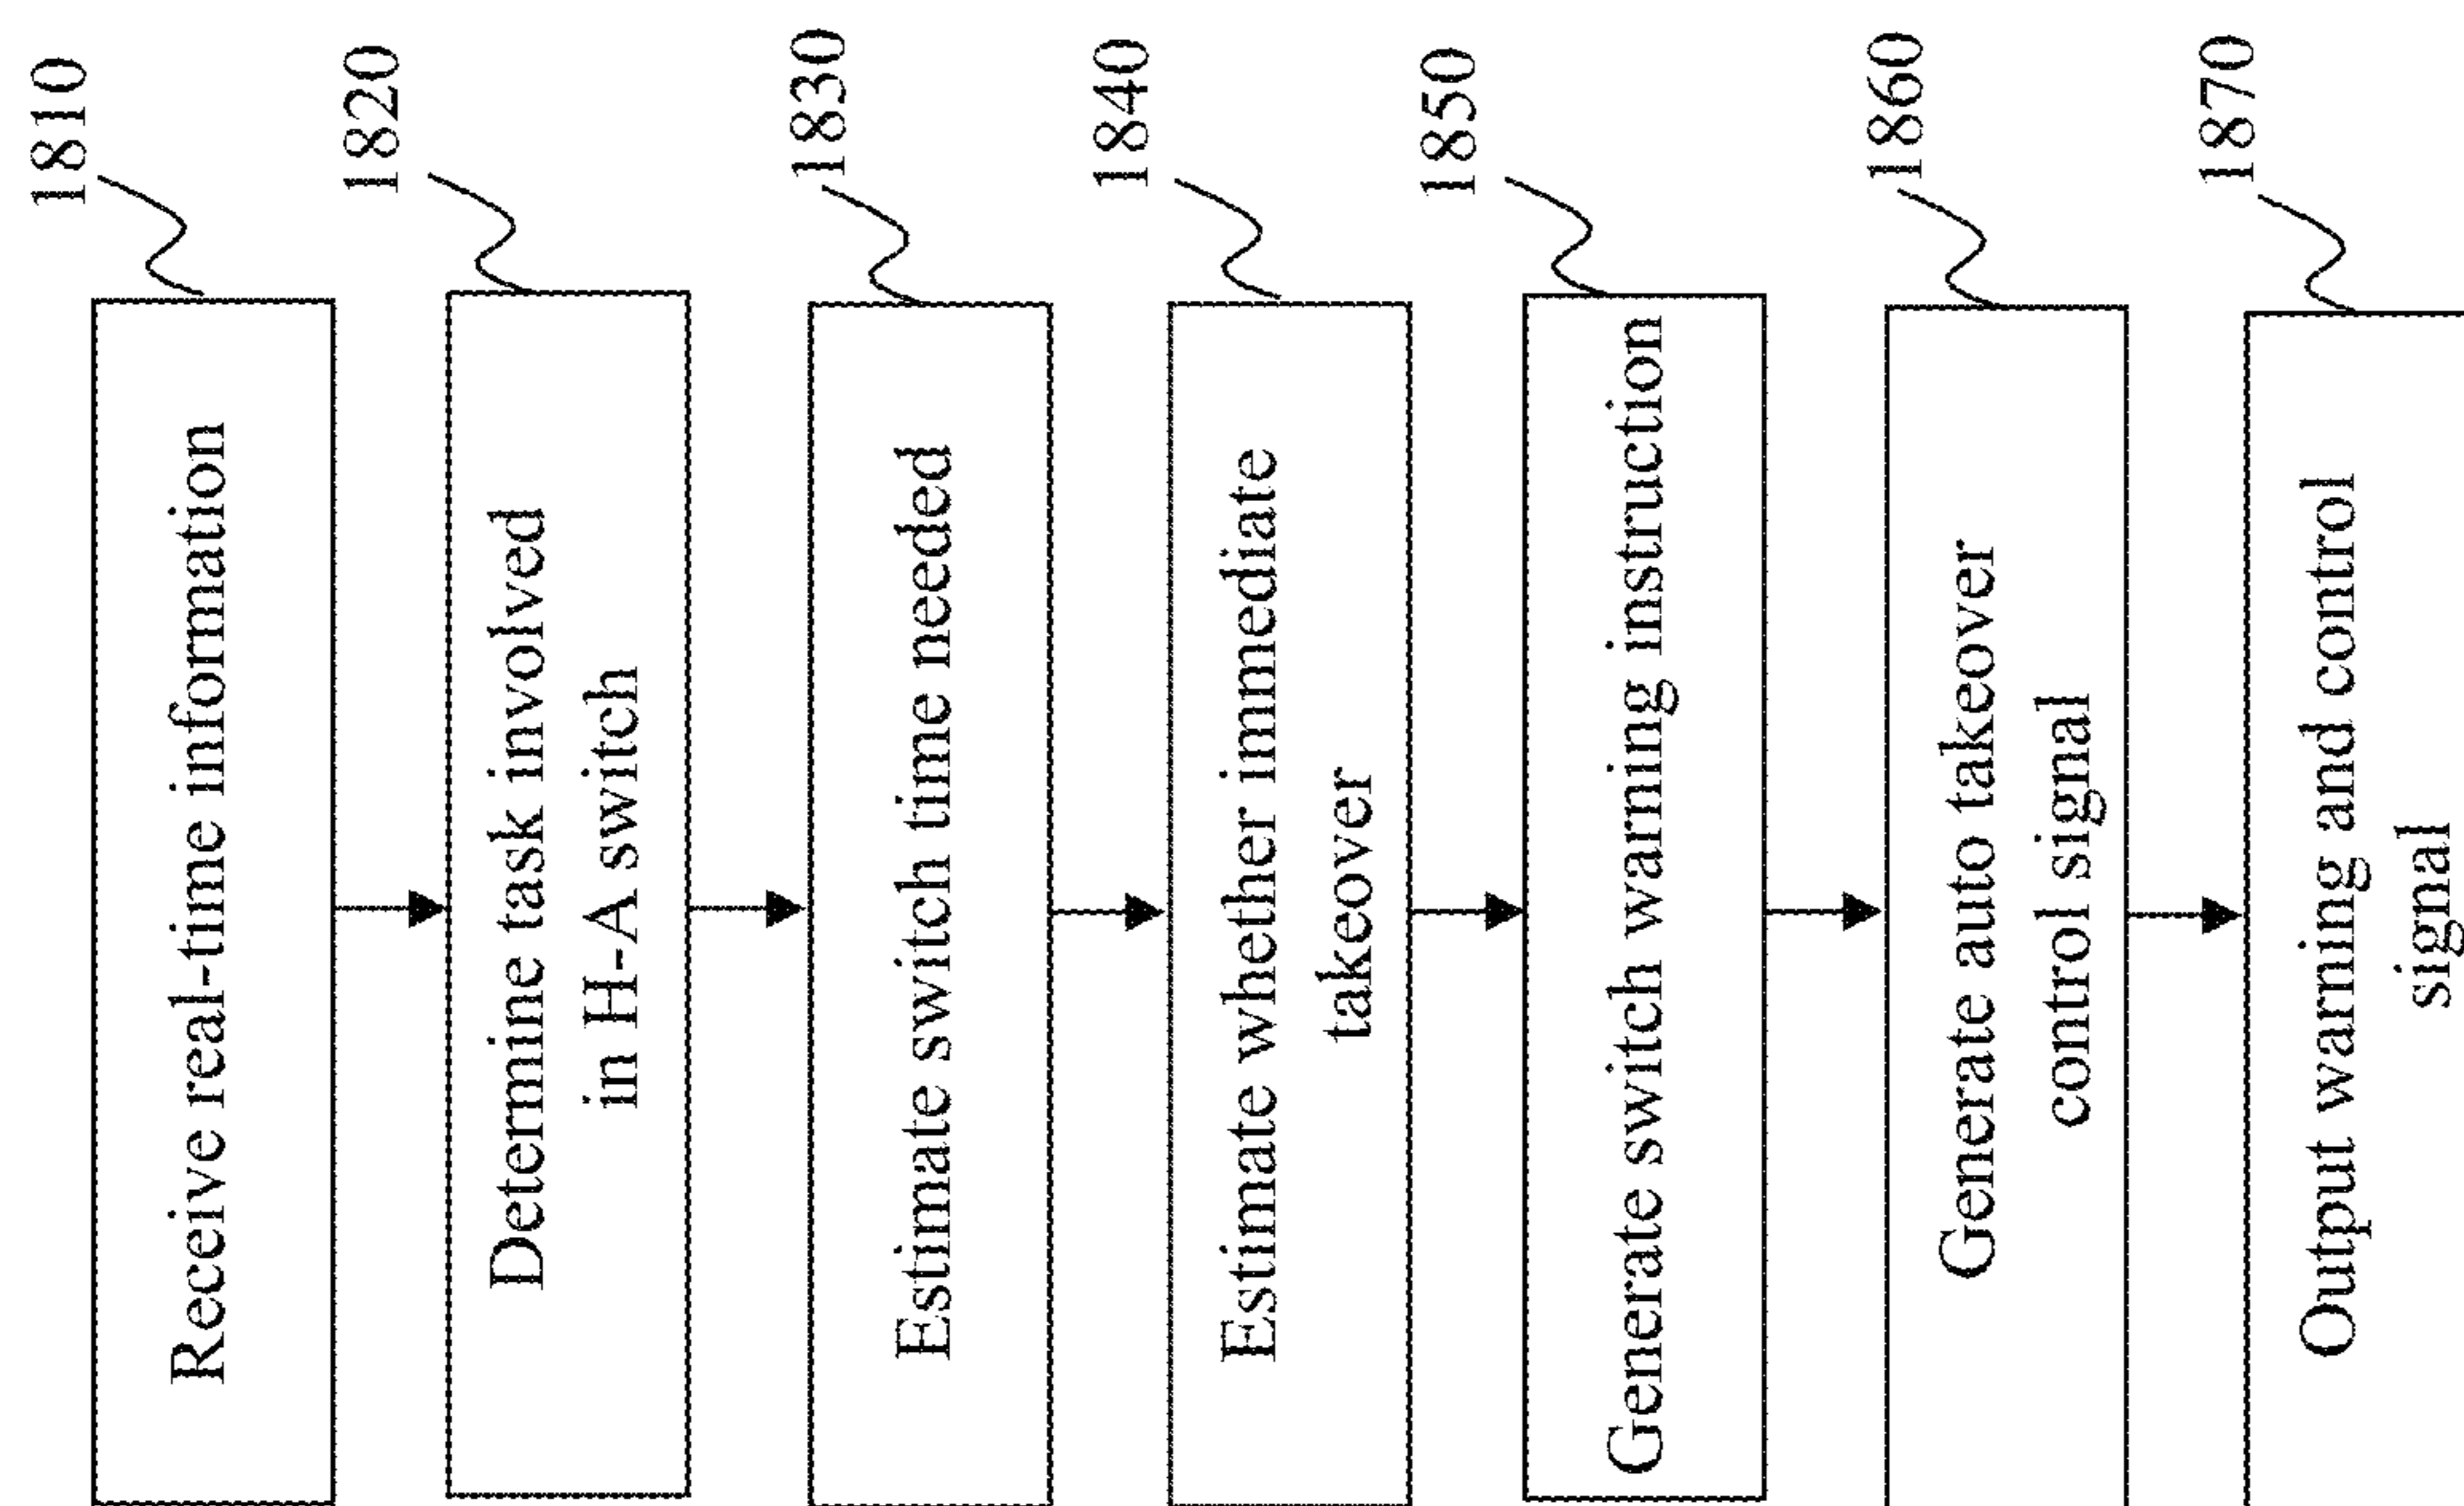 1810
Receive real-time information
1820
Determine task involved
in H-A switch
1830
Estimate switch time needed
1840
Estimate whether immediate
takeover
1850
Generate switch warning instruction
1860
Generate auto takeover
control signal
1870
Output warning and control
signal